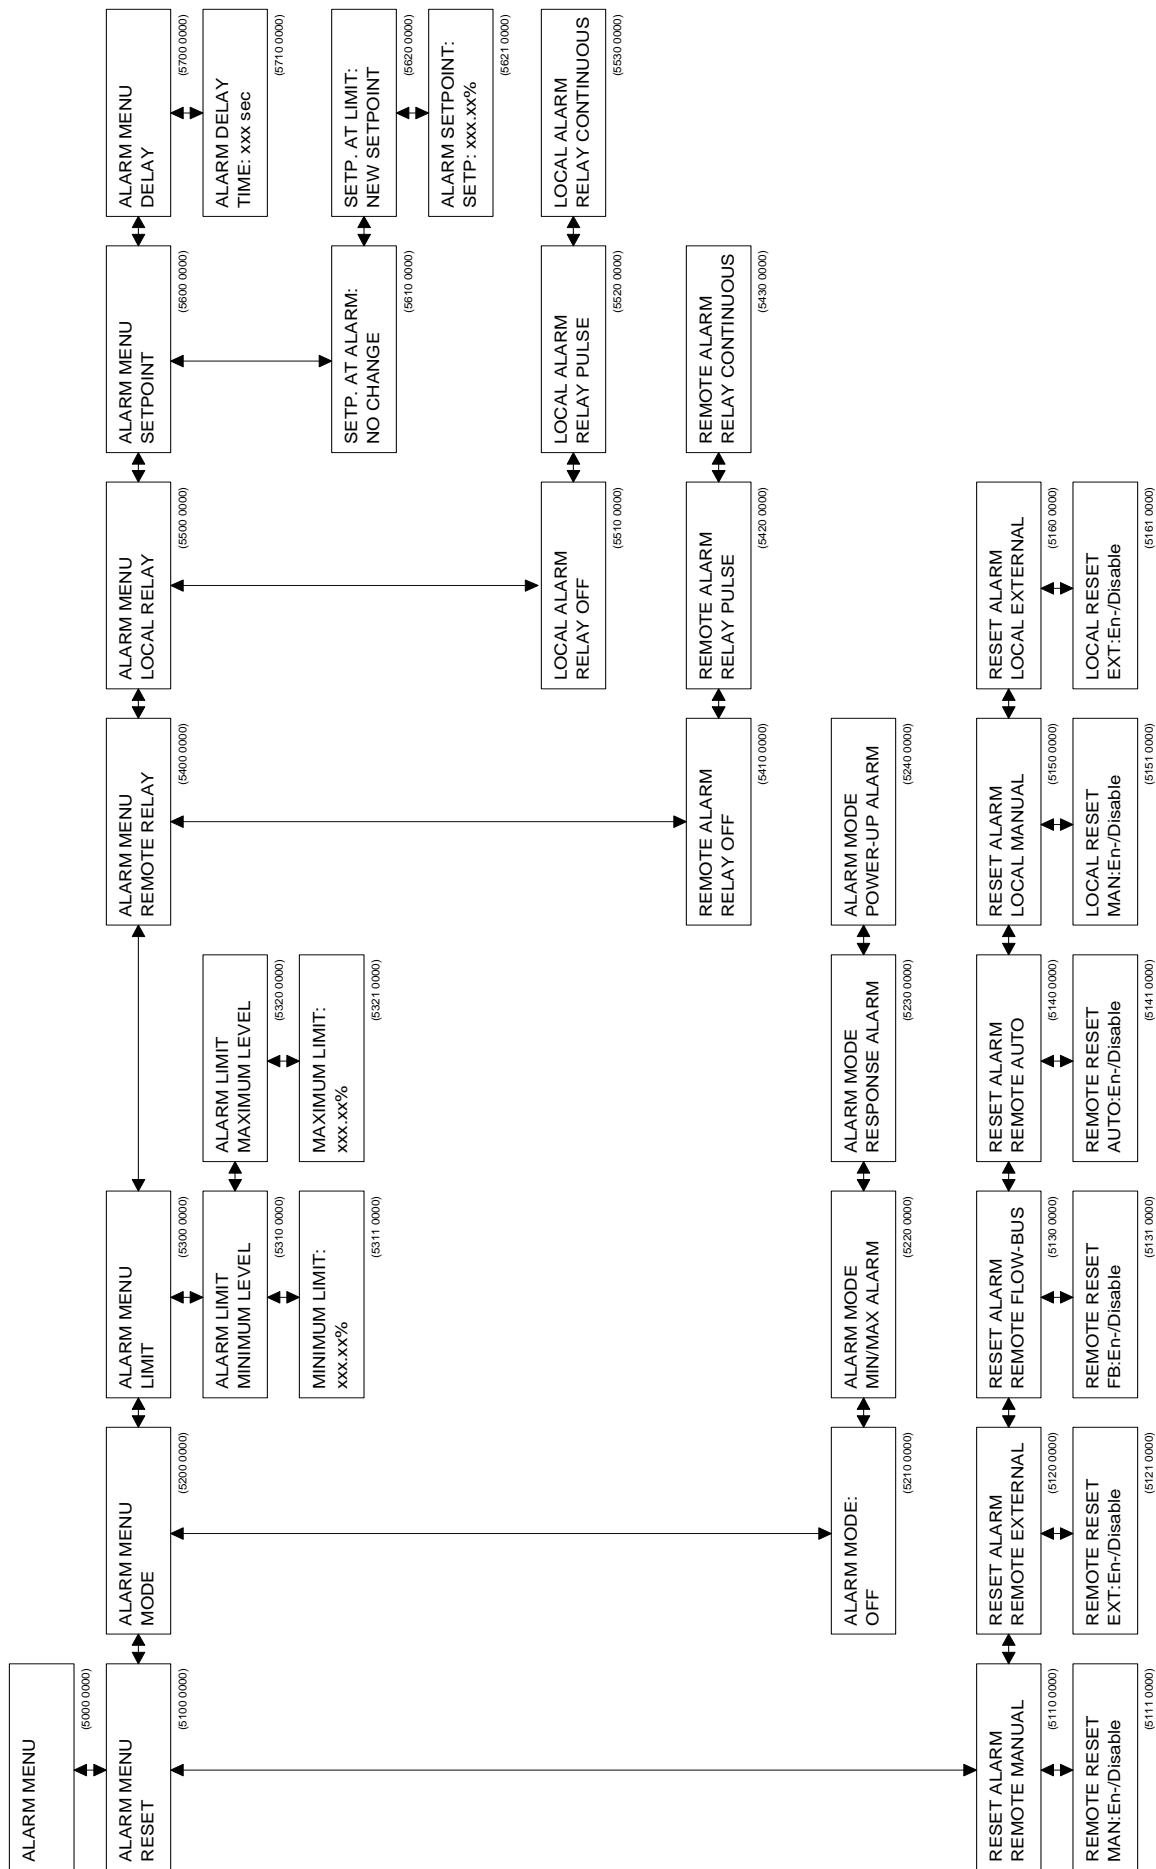 ALARM MENU
(5000 0000)
ALARM MENU
RESET
(5100 0000)
ALARM MENU
MODE
(5200 0000)
ALARM MENU
LIMIT
(5300 0000)
ALARM MENU
REMOTE RELAY
(5400 0000)
ALARM MENU
LOCAL RELAY
(5500 0000)
ALARM MENU
SETPOINT
(5600 0000)
ALARM MENU
DELAY
(5700 0000)
ALARM LIMIT
MINIMUM LEVEL
(5310 0000)
ALARM LIMIT
MAXIMUM LEVEL
(5320 0000)
ALARM DELAY
TIME: xxx sec
(5710 0000)
MINIMUM LIMIT:
xxx.xx%
(5311 0000)
MAXIMUM LIMIT:
xxx.xx%
(5321 0000)
SETP. AT ALARM:
NO CHANGE
(5610 0000)
SETP. AT LIMIT:
NEW SETPOINT
(5620 0000)
ALARM SETPOINT:
SETP: xxx.xx%
(5621 0000)
LOCAL ALARM
RELAY OFF
(5510 0000)
LOCAL ALARM
RELAY PULSE
(5520 0000)
LOCAL ALARM
RELAY CONTINUOUS
(5530 0000)
REMOTE ALARM
RELAY OFF
(5410 0000)
REMOTE ALARM
RELAY PULSE
(5420 0000)
REMOTE ALARM
RELAY CONTINUOUS
(5430 0000)
ALARM MODE:
OFF
(5210 0000)
ALARM MODE
MIN/MAX ALARM
(5220 0000)
ALARM MODE
RESPONSE ALARM
(5230 0000)
ALARM MODE
POWER-UP ALARM
(5240 0000)
RESET ALARM
REMOTE MANUAL
(5110 0000)
RESET ALARM
REMOTE EXTERNAL
(5120 0000)
RESET ALARM
REMOTE FLOW-BUS
(5130 0000)
RESET ALARM
REMOTE AUTO
(5140 0000)
RESET ALARM
LOCAL MANUAL
(5150 0000)
RESET ALARM
LOCAL EXTERNAL
(5160 0000)
REMOTE RESET
MAN:En-/Disable
(5111 0000)
REMOTE RESET
EXT:En-/Disable
(5121 0000)
REMOTE RESET
FB:En-/Disable
(5131 0000)
REMOTE RESET
AUTO:En-/Disable
(5141 0000)
LOCAL RESET
MAN:En-/Disable
(5151 0000)
LOCAL RESET
EXT:En-/Disable
(5161 0000)